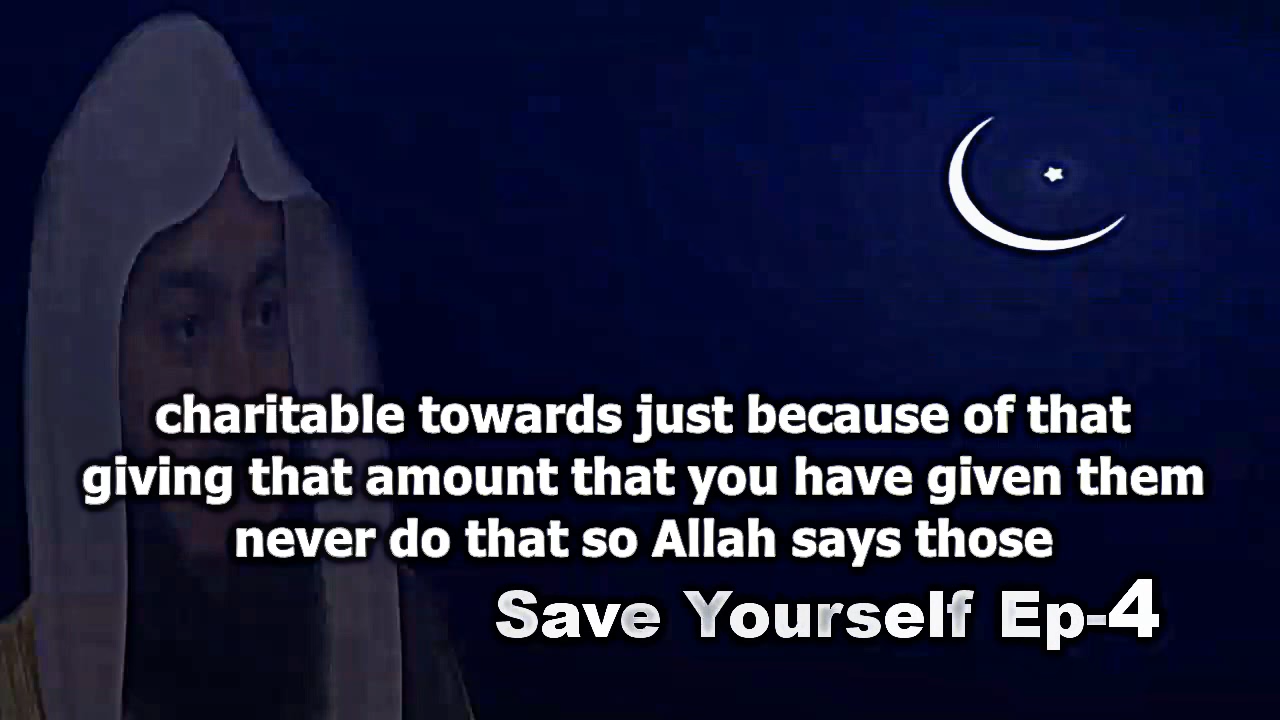 charitable towards just because of that
giving that amount that you have given them
never do that so Allah says those
Save Yourself Ep-4